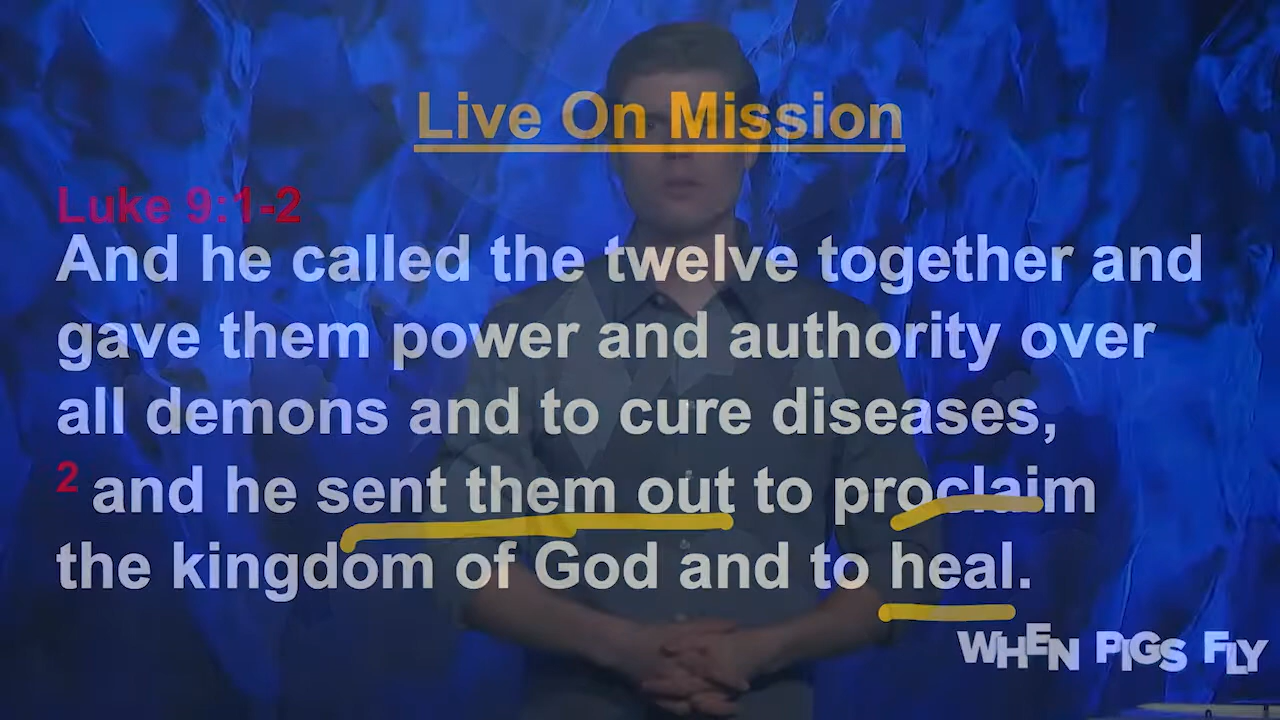 Live On Mission
Luke 9:1-2
And he called the twelve together and
gave them power and authority over
all demons and to cure diseases,
2 and he sent them out to proclaim
the kingdom of God and to heal.
WHEN PIGS FLY